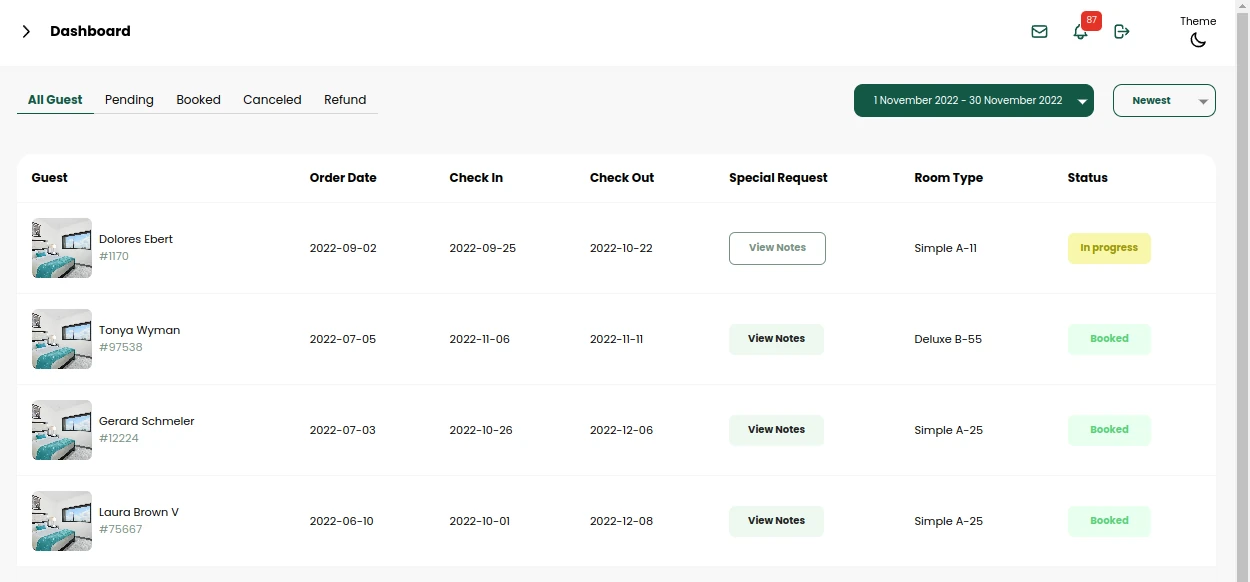 Dashboard
87
Theme
All Guest Pending Booked Canceled Refund
1 November 2022 - 30 November 2022
Newest
Guest Order Date Check In Check Out Special Request Room Type Status
Dolores Ebert
#1170
2022-09-02 2022-09-25 2022-10-22 View Notes Simple A-11 In progress
Tonya Wyman
#97538
2022-07-05 2022-11-06 2022-11-11 View Notes Deluxe B-55 Booked
Gerard Schmeler
#12224
2022-07-03 2022-10-26 2022-12-06 View Notes Simple A-25 Booked
Laura Brown V
#75667
2022-06-10 2022-10-01 2022-12-08 View Notes Simple A-25 Booked